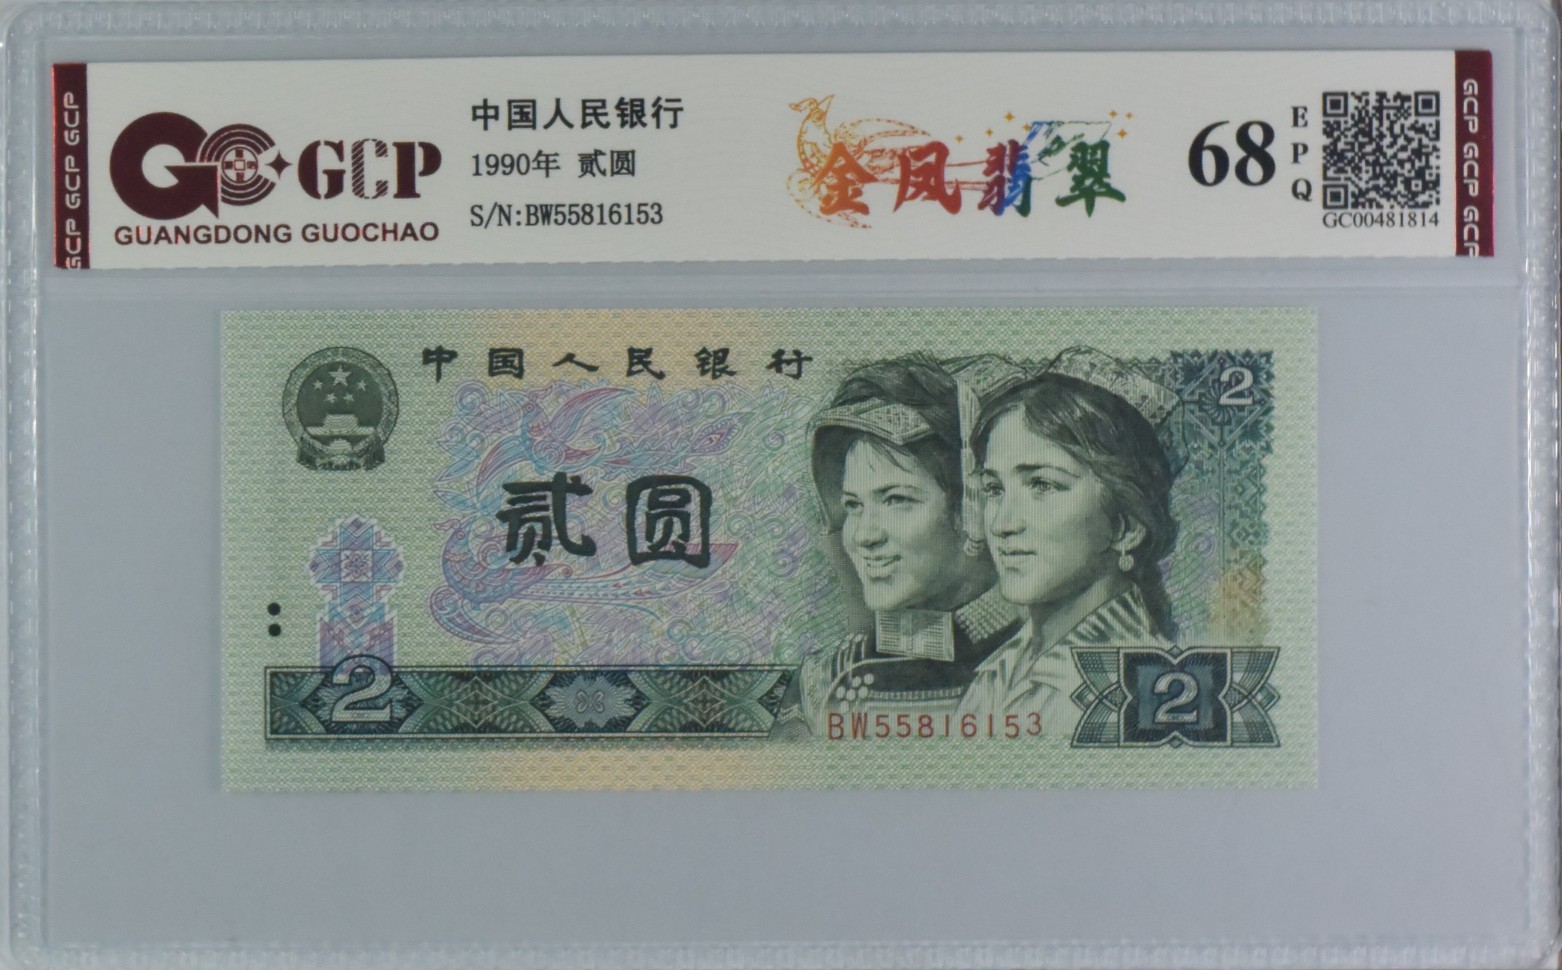 GCP GCP GCP
GCP
GUANGDONG GUOCHAO
中国人民银行
1990年 贰圆
S/N:BW55816153
金凤翡翠
68
EPQ
GC00481814
GCP GCP GCP
中国人民银行
2
贰圆
2
BW55816153
2